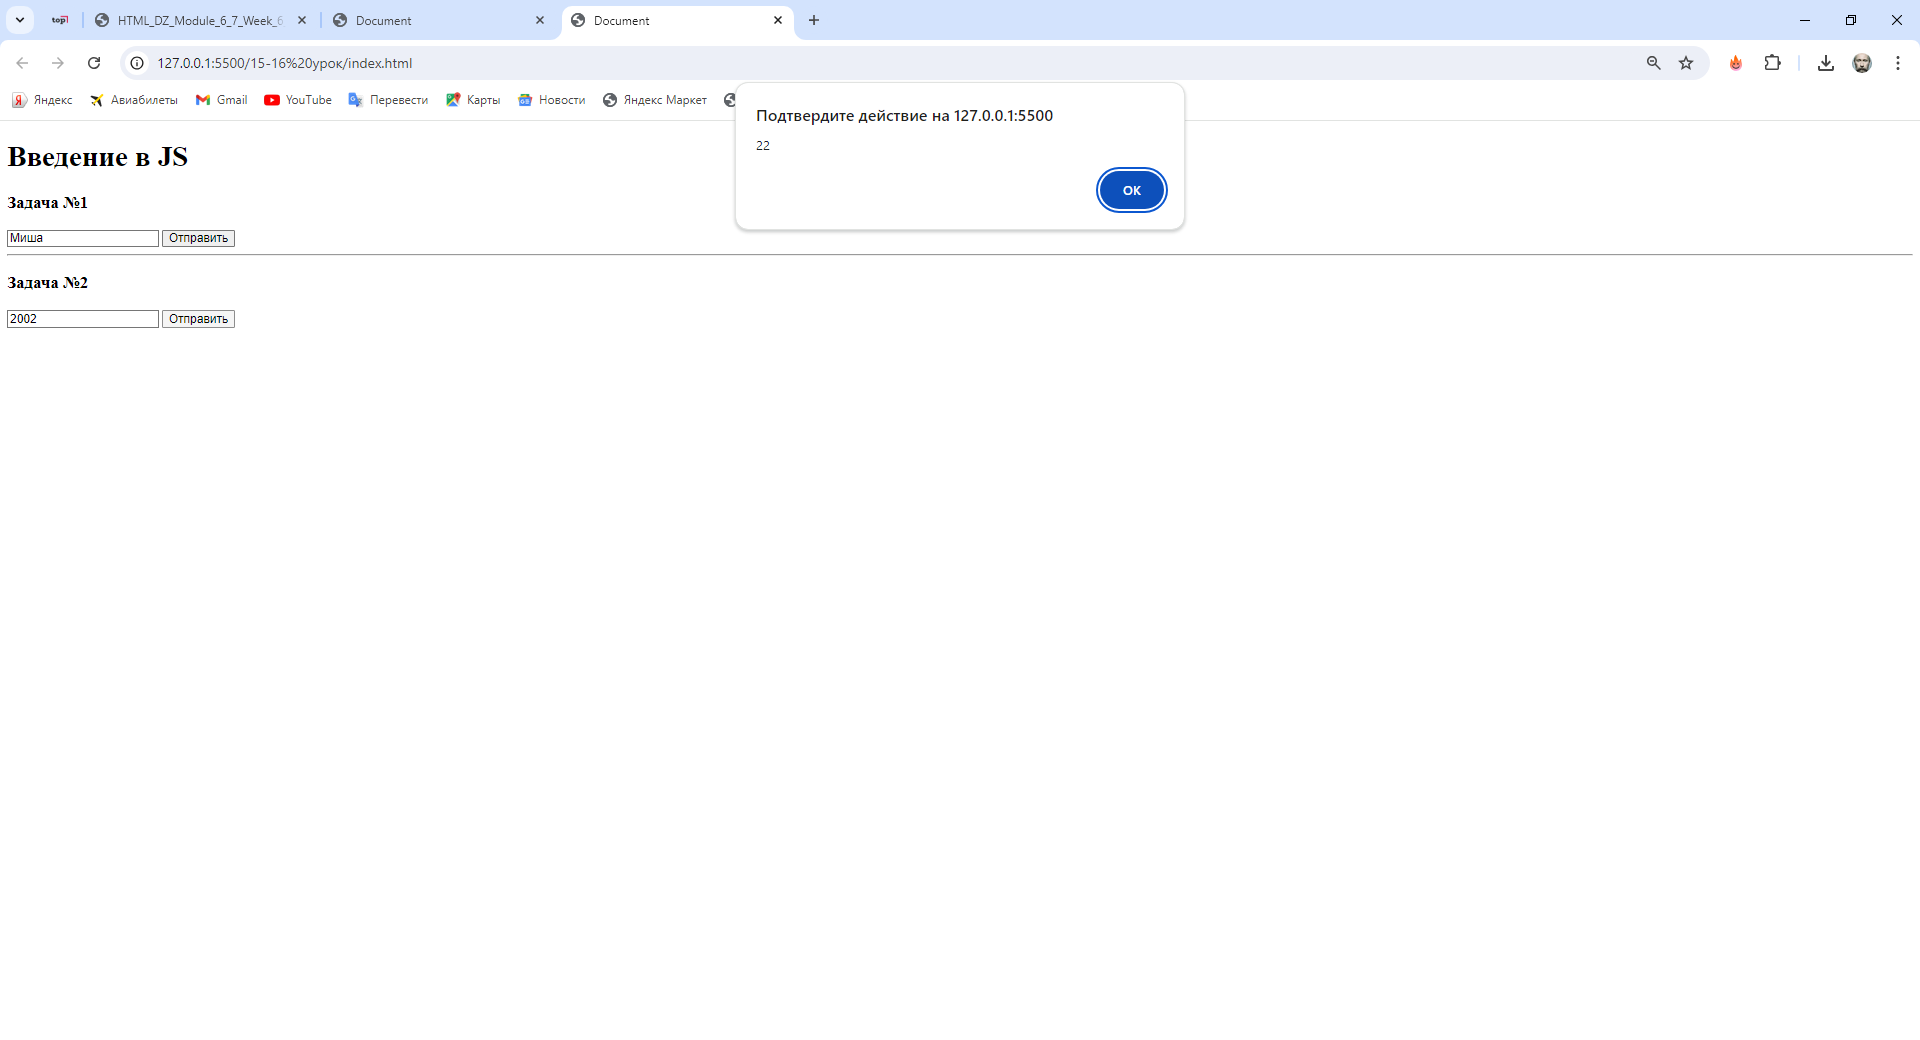 top!
HTML_DZ_Module_6_7_Week_6
Document
Document
127.0.0.1:5500/15-16%20урок/index.html
Яндекс
Авиабилеты
Gmail
YouTube
Перевести
Карты
Новости
Яндекс Маркет
Подтвердите действие на 127.0.0.1:5500
22
ОК
Введение в JS
Задача №1
Миша Отправить
Задача №2
2002 Отправить